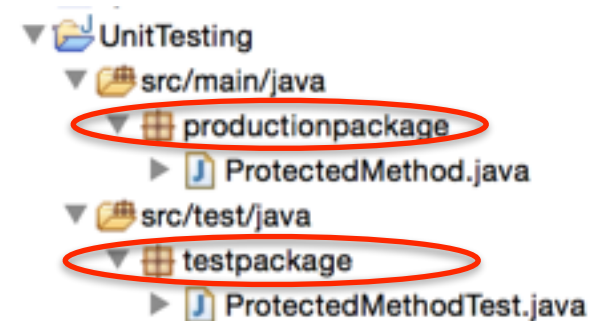 UnitTesting
src/main/java
productionpackage
ProtectedMethod.java
src/test/java
testpackage
ProtectedMethodTest.java